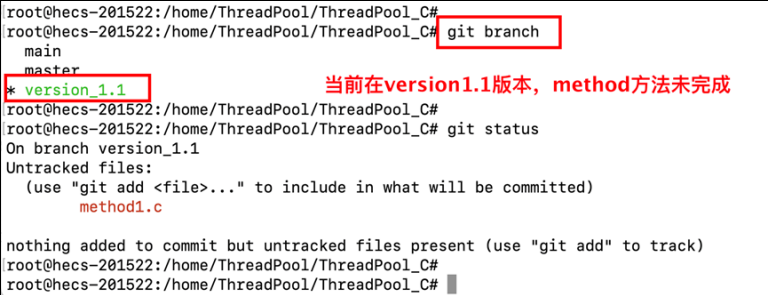 [root@hecs-201522:/home/ThreadPool/ThreadPool_C#
[root@hecs-201522:/home/ThreadPool/ThreadPool_C# git branch
main
master
* version_1.1
当前在version1.1版本，method方法未完成
[root@hecs-201522:/home/ThreadPool/ThreadPool_C#
[root@hecs-201522:/home/ThreadPool/ThreadPool_C# git status
On branch version_1.1
Untracked files:
(use "git add <file>..." to include in what will be committed)
method1.c
nothing added to commit but untracked files present (use "git add" to track)
[root@hecs-201522:/home/ThreadPool/ThreadPool_C#
root@hecs-201522:/home/ThreadPool/ThreadPool_C#